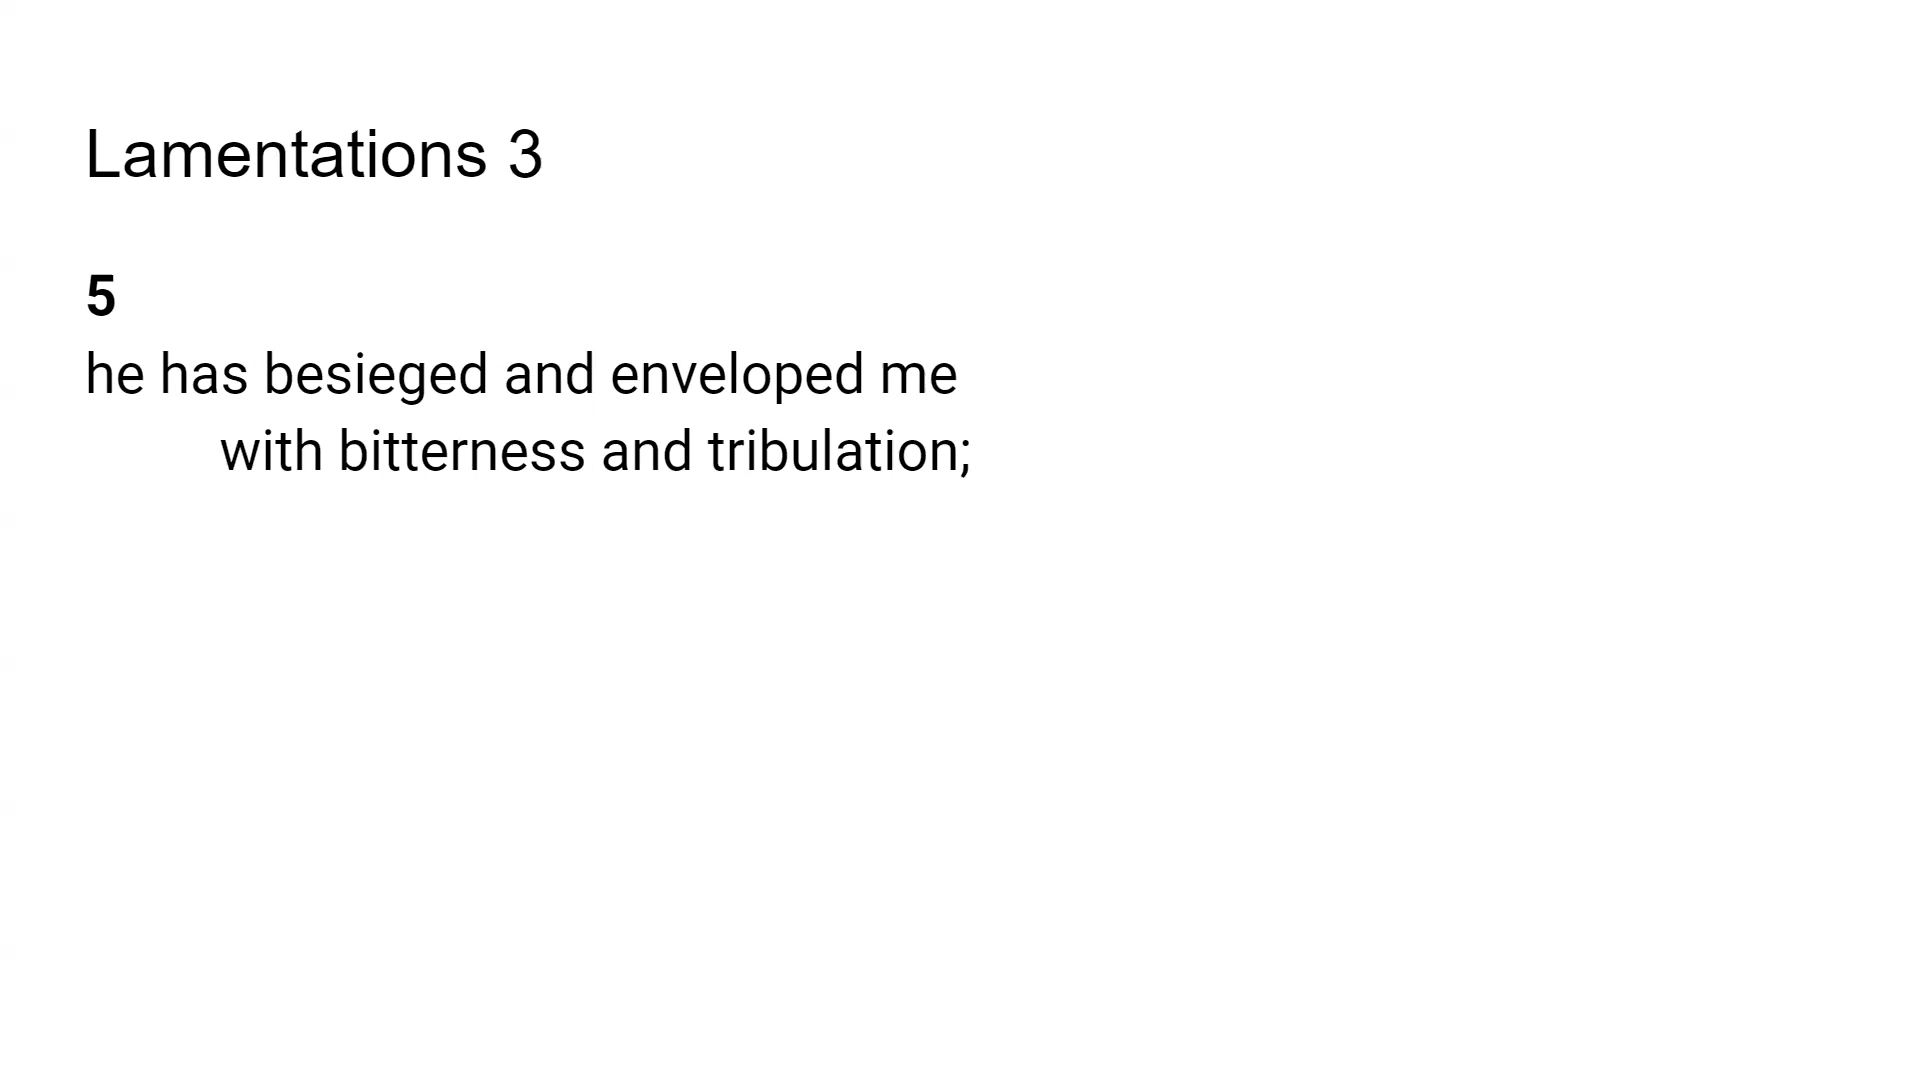 Lamentations 3
5
he has besieged and enveloped me
with bitterness and tribulation;